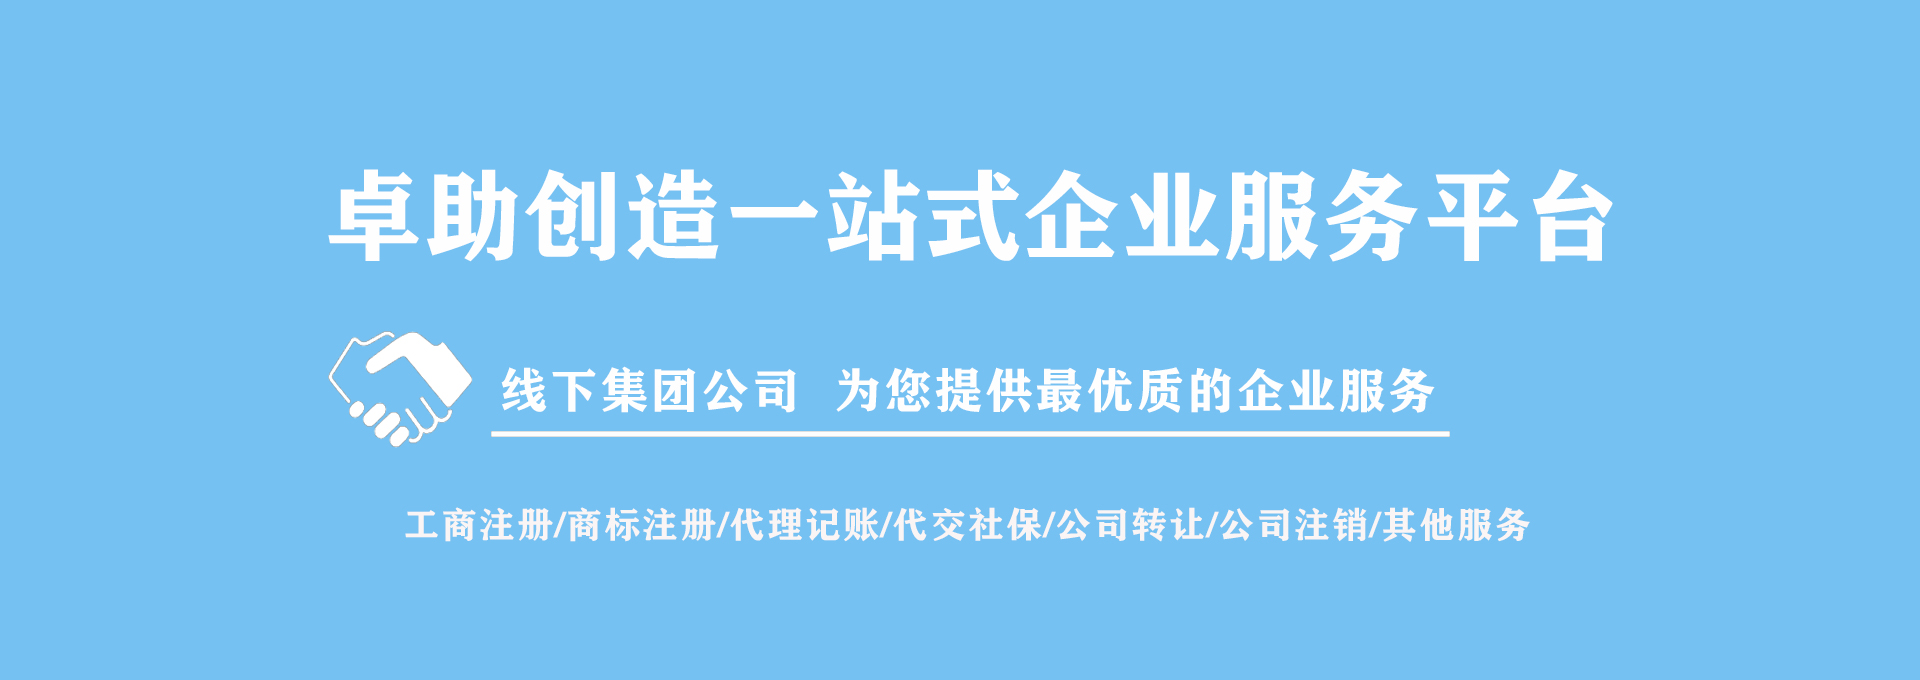 卓助创造一站式企业服务平台
线下集团公司 为您提供最优质的企业服务
工商注册/商标注册/代理记账/代交社保/公司转让/公司注销/其他服务